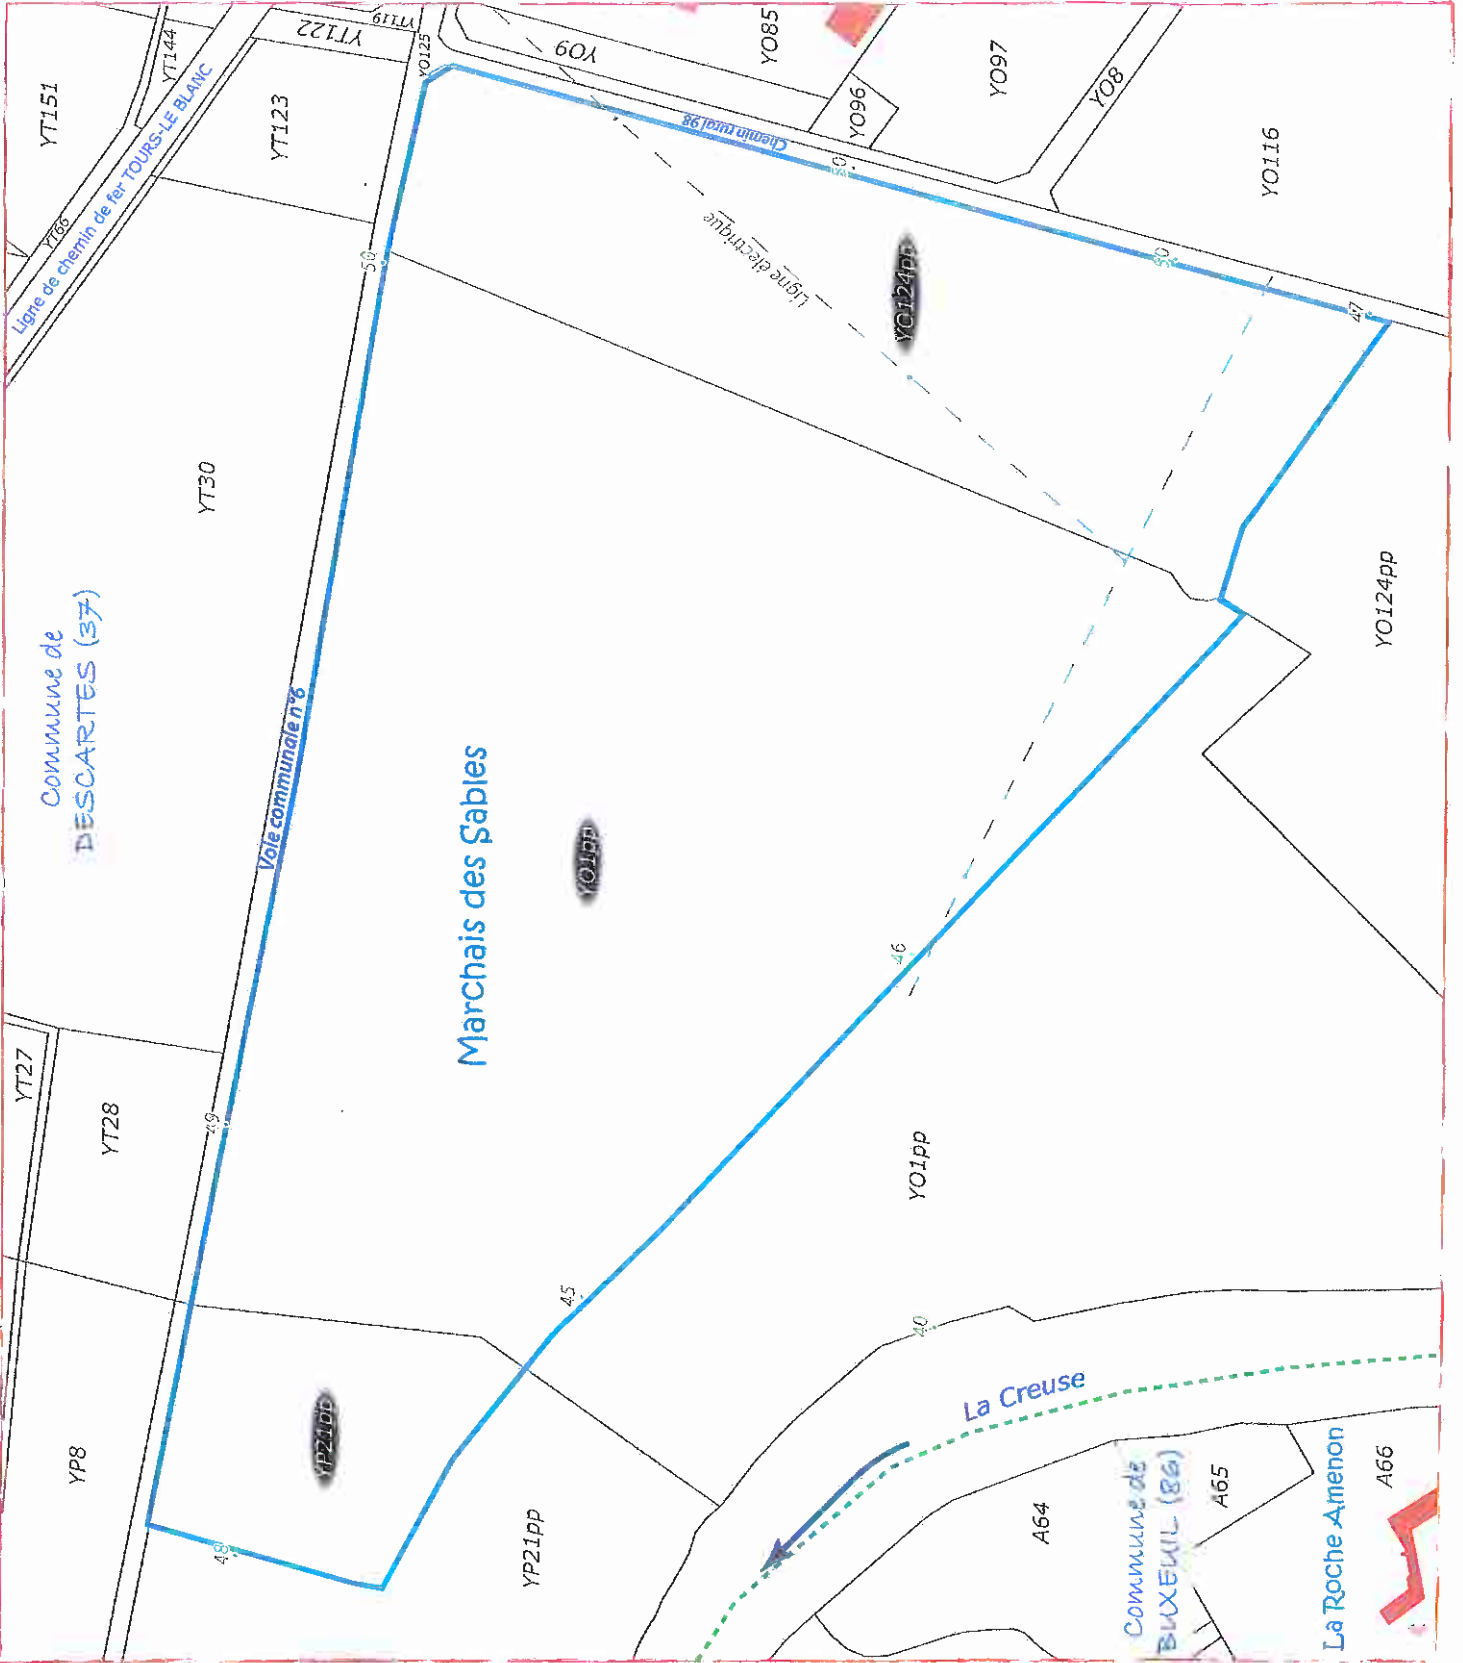 YT151
YT144
YT122
YT119
YO125
YO9
YO85
YO97
YO8
YO96
YO116
YT123
YT66
Ligne de chemin de fer TOURS-LE BLANC
Chemin rural 98
50
50
50
47
Ligne électrique
YO124pp
YT30
Commune de
DESCARTES (37)
Voie communale n°6
Marchais des Sables
YO1pp
YO124pp
46
YT27
YT28
49
YO1pp
45
40
La Creuse
YP8
YP21pp
48
YP21pp
A64
Commune de
BUXEUIL (86)
A65
La Roche Amenon
A66